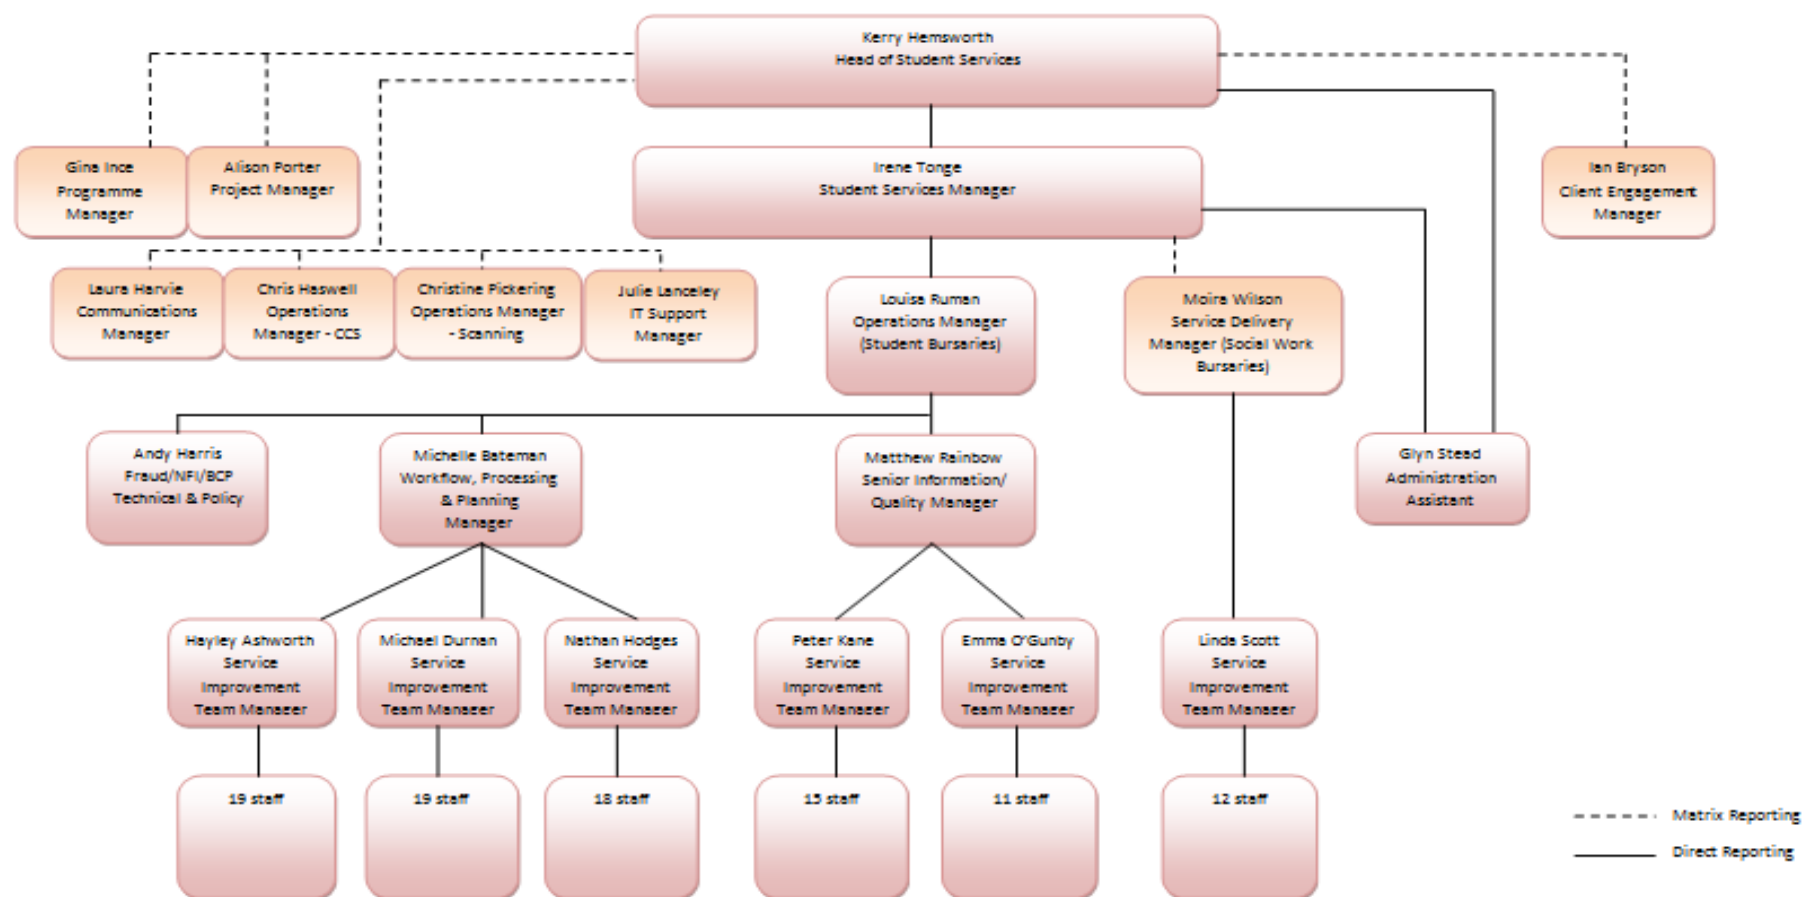 Kerry Hemsworth
Head of Student Services
Gina Ince
Programme
Manager
Alison Porter
Project Manager
Irene Tonge
Student Services Manager
Ian Bryson
Client Engagement
Manager
Laura Harvie
Communications
Manager
Chris Haswell
Operations
Manager - CCS
Christine Pickering
Operations Manager
- Scanning
Julie Lanceley
IT Support
Manager
Louisa Ruman
Operations Manager
(Student Bursaries)
Moira Wilson
Service Delivery
Manager (Social Work
Bursaries)
Andy Harris
Fraud/NFI/BCP
Technical & Policy
Michelle Bateman
Workflow, Processing
& Planning
Manager
Matthew Rainbow
Senior Information/
Quality Manager
Glyn Stead
Administration
Assistant
Hayley Ashworth
Service
Improvement
Team Manager
Michael Durnan
Service
Improvement
Team Manager
Nathan Hodges
Service
Improvement
Team Manager
Peter Kane
Service
Improvement
Team Manager
Emma O'Gunby
Service
Improvement
Team Manager
Linda Scott
Service
Improvement
Team Manager
19 staff
19 staff
18 staff
staff
11 staff
12 staff
Matrix Reporting
Direct Reporting